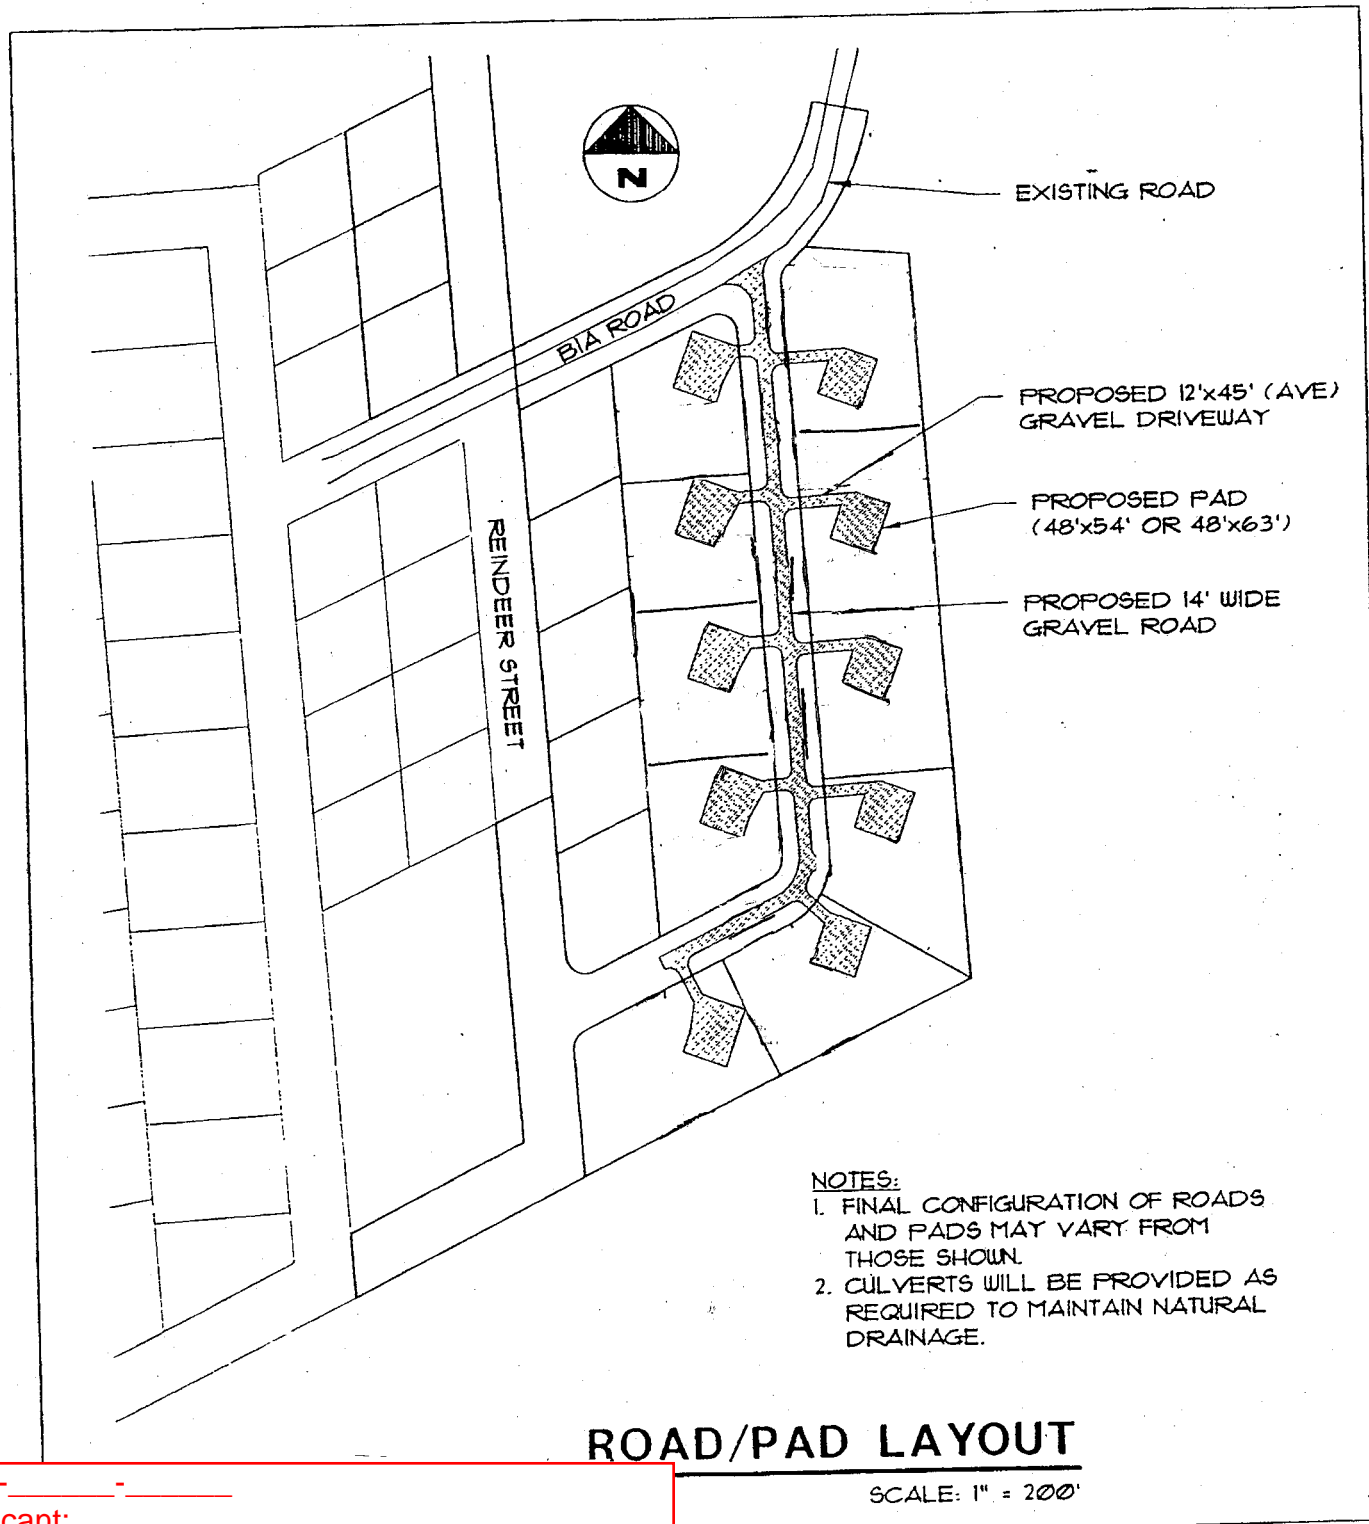 N
EXISTING ROAD
BIA ROAD
PROPOSED 12'x45' (AVE)
GRAVEL DRIVEWAY
PROPOSED PAD
(48'x54' OR 48'x63')
REINDEER STREET
PROPOSED 14' WIDE
GRAVEL ROAD
NOTES:
1. FINAL CONFIGURATION OF ROADS
AND PADS MAY VARY FROM
THOSE SHOWN.
2. CULVERTS WILL BE PROVIDED AS
REQUIRED TO MAINTAIN NATURAL
DRAINAGE.
ROAD/PAD LAYOUT
SCALE: 1" = 200'